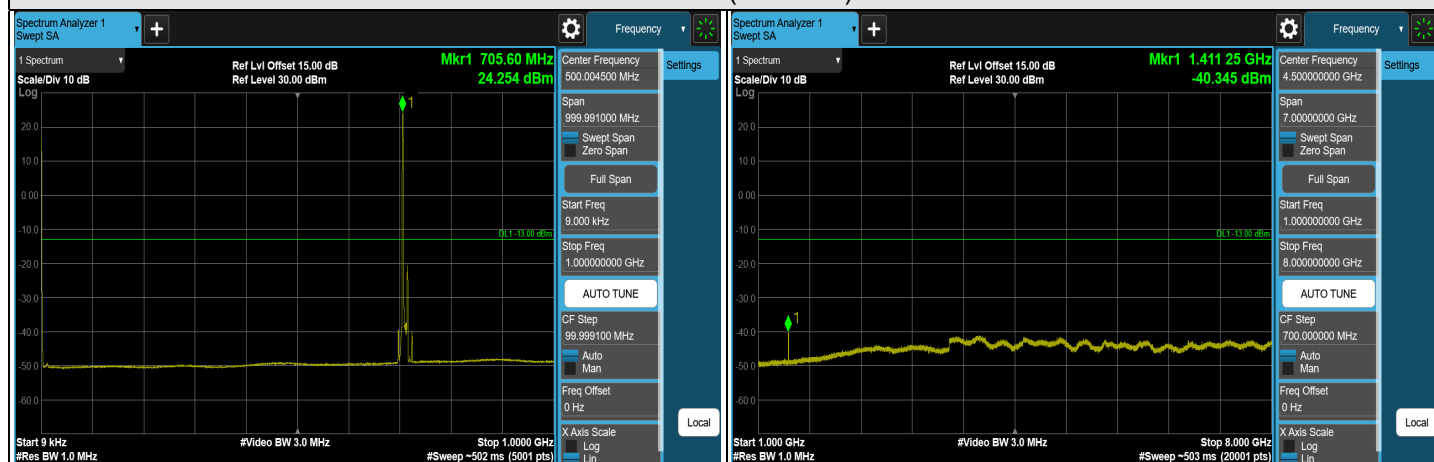 Spectrum Analyzer 1
Swept SA
Frequency
1 Spectrum
Scale/Div 10 dB
Log
Ref Lvl Offset 15.00 dB
Ref Level 30.00 dBm
Mkr1 705.60 MHz
24.254 dBm
1
20.0
10.0
0.00
-10.0
DL1 -13.00 dBm
-20.0
-30.0
-40.0
-50.0
-60.0
Start 9 kHz
#Res BW 1.0 MHz
#Video BW 3.0 MHz
Stop 1.0000 GHz
#Sweep ~502 ms (5001 pts)
Center Frequency
500.004500 MHz
Span
999.991000 MHz
Swept Span
Zero Span
Full Span
Start Freq
9.000 kHz
Stop Freq
1.000000000 GHz
AUTO TUNE
CF Step
99.999100 MHz
Auto
Man
Freq Offset
0 Hz
X Axis Scale
Log
Lin
Settings
Local
Spectrum Analyzer 1
Swept SA
Frequency
1 Spectrum
Scale/Div 10 dB
Log
Ref Lvl Offset 15.00 dB
Ref Level 30.00 dBm
Mkr1 1.411 25 GHz
-40.345 dBm
20.0
10.0
0.00
-10.0
DL1 -13.00 dBm
-20.0
-30.0
1
-40.0
-50.0
-60.0
Start 1.000 GHz
#Res BW 1.0 MHz
#Video BW 3.0 MHz
Stop 8.000 GHz
#Sweep ~503 ms (20001 pts)
Center Frequency
4.500000000 GHz
Span
7.00000000 GHz
Swept Span
Zero Span
Full Span
Start Freq
1.000000000 GHz
Stop Freq
8.000000000 GHz
AUTO TUNE
CF Step
700.000000 MHz
Auto
Man
Freq Offset
0 Hz
X Axis Scale
Log
Lin
Settings
Local